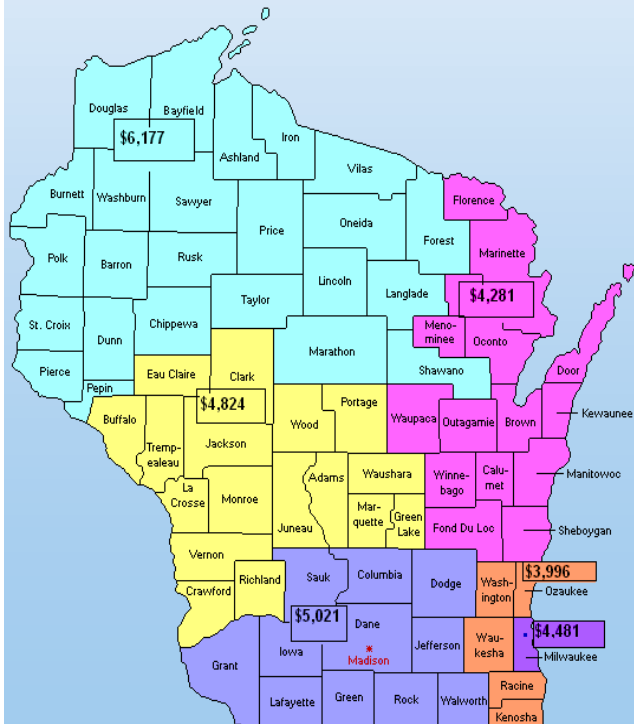 Douglas
Bayfield
$6,177
Ashland
Iron
Vilas
Burnett
Washburn
Sawyer
Florence
Price
Oneida
Forest
Marinette
Polk
Barron
Rusk
Lincoln
Langlade
$4,281
Taylor
St. Croix
Chippewa
Meno-
minee
Oconto
Dunn
Marathon
Pierce
Eau Claire
Clark
Shawano
Door
Pepin
$4,824
Portage
Buffalo
Wood
Waupaca
Outagamie
Brown
Kewaunee
Jackson
Tremp-
ealeau
Adams
Waushara
Winne-
bago
Calu-
met
Manitowoc
La
Crosse
Monroe
Mar-
quette
Green
Lake
Juneau
Fond Du Loc
Sheboygan
Vernon
Richland
Sauk
Columbia
Dodge
Wash-
ington
$3,996
Ozaukee
Crawford
$5,021
Dane
Jefferson
Wau-
kesha
$4,481
Milwaukee
Iowa
Madison
Grant
Lafayette
Green
Rock
Walworth
Racine
Kenosha